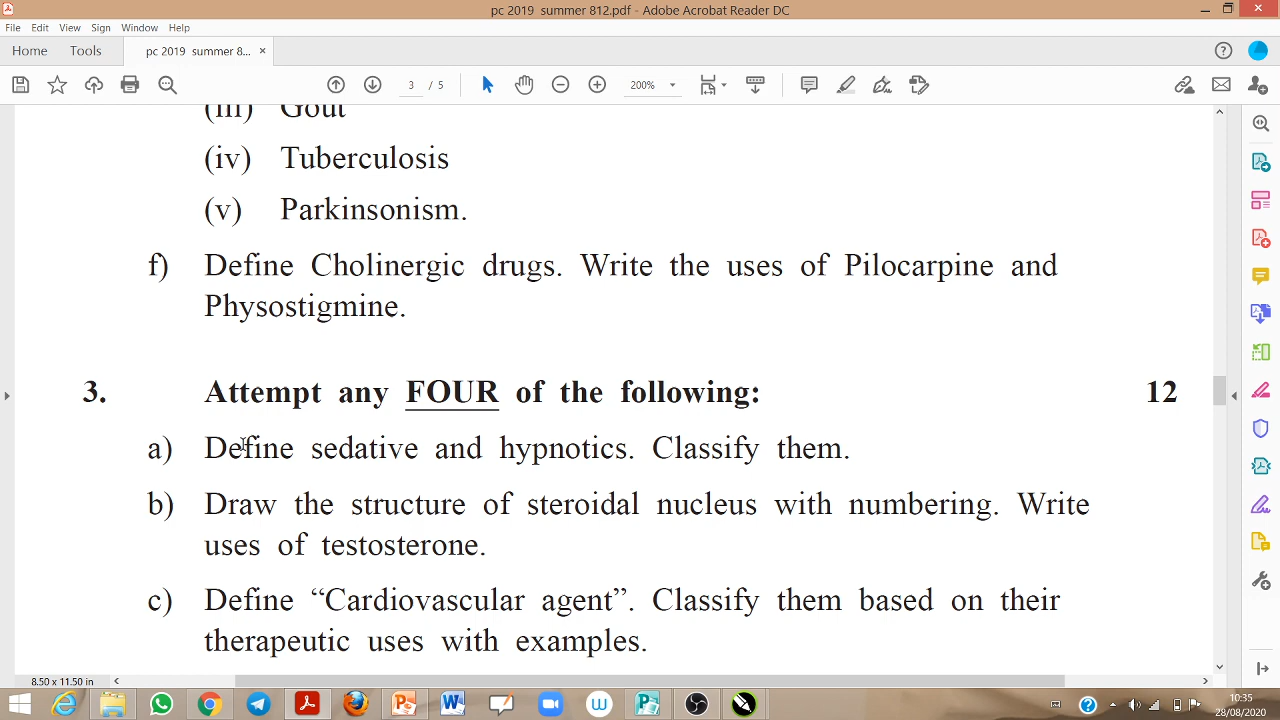 pc 2019 summer 812.pdf - Adobe Acrobat Reader DC
File Edit View Sign Window Help
Home Tools pc 2019 summer 8... ×
3 / 5 200%
(iii) Gout
(iv) Tuberculosis
(v) Parkinsonism.
f) Define Cholinergic drugs. Write the uses of Pilocarpine and
Physostigmine.
3. Attempt any FOUR of the following: 12
a) Define sedative and hypnotics. Classify them.
b) Draw the structure of steroidal nucleus with numbering. Write
uses of testosterone.
c) Define “Cardiovascular agent”. Classify them based on their
therapeutic uses with examples.
8.50 x 11.50 in
10:35
28/08/2020